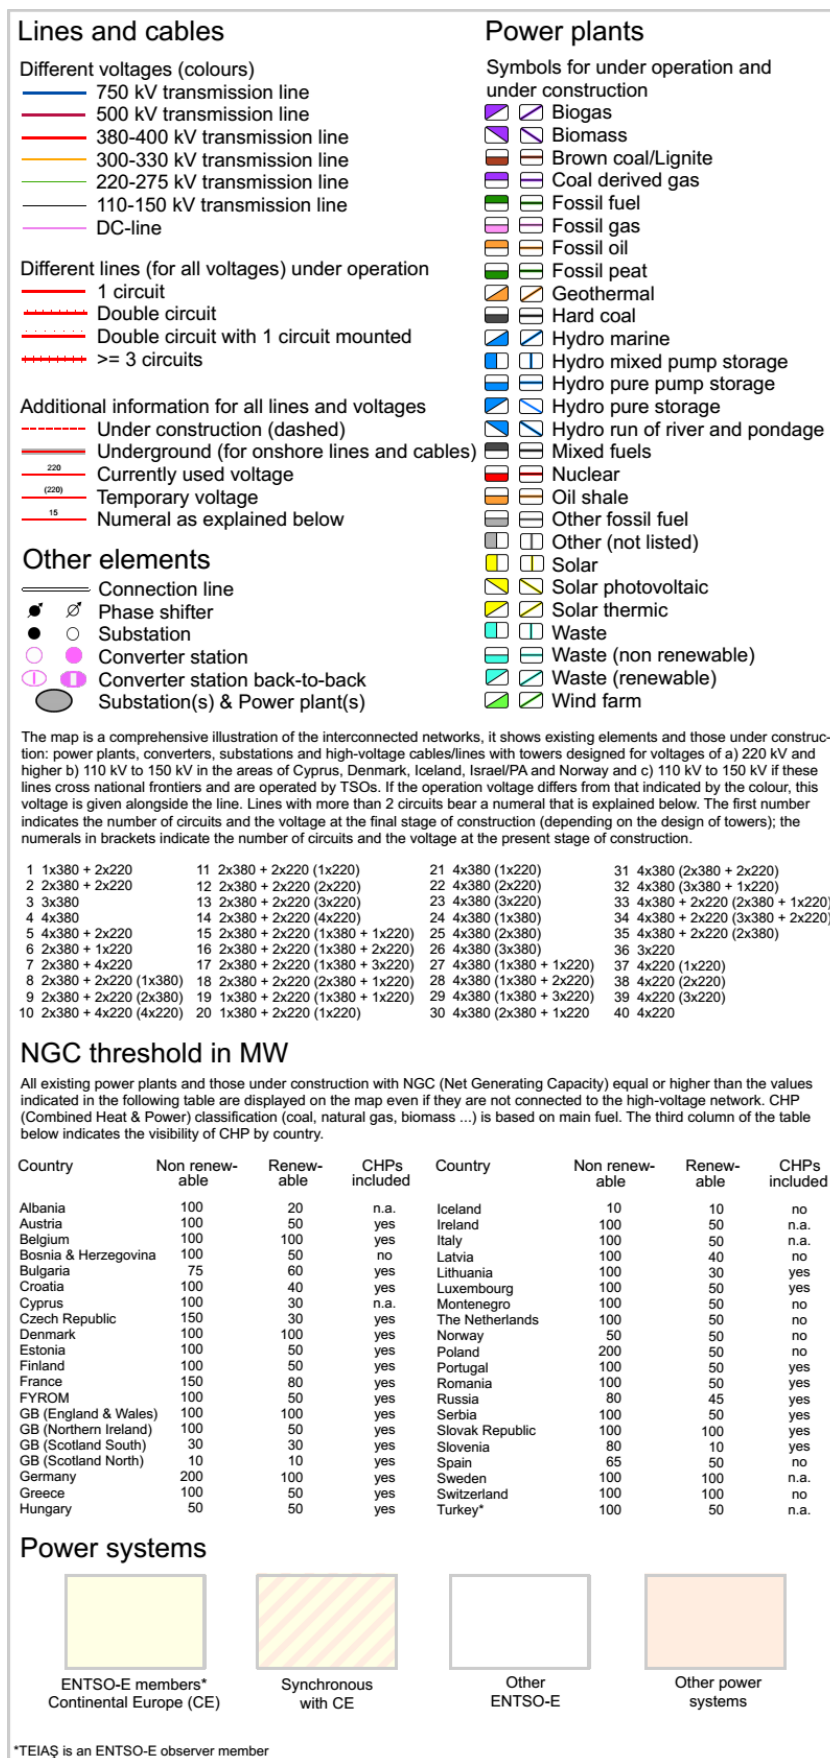 Lines and cables
Different voltages (colours)
750 kV transmission line
500 kV transmission line
380-400 kV transmission line
300-330 kV transmission line
220-275 kV transmission line
110-150 kV transmission line
DC-line
Different lines (for all voltages) under operation
1 circuit
Double circuit
Double circuit with 1 circuit mounted
>= 3 circuits
Additional information for all lines and voltages
Under construction (dashed)
Underground (for onshore lines and cables)
220 Currently used voltage
(220) Temporary voltage
15 Numeral as explained below
Other elements
Connection line
Phase shifter
Substation
Converter station
Converter station back-to-back
Substation(s) & Power plant(s)
Power plants
Symbols for under operation and
under construction
Biogas
Biomass
Brown coal/Lignite
Coal derived gas
Fossil fuel
Fossil gas
Fossil oil
Fossil peat
Geothermal
Hard coal
Hydro marine
Hydro mixed pump storage
Hydro pure pump storage
Hydro pure storage
Hydro run of river and pondage
Mixed fuels
Nuclear
Oil shale
Other fossil fuel
Other (not listed)
Solar
Solar photovoltaic
Solar thermic
Waste
Waste (non renewable)
Waste (renewable)
Wind farm
The map is a comprehensive illustration of the interconnected networks, it shows existing elements and those under construc-
tion: power plants, converters, substations and high-voltage cables/lines with towers designed for voltages of a) 220 kV and
higher b) 110 kV to 150 kV in the areas of Cyprus, Denmark, Iceland, Israel/PA and Norway and c) 110 kV to 150 kV if these
lines cross national frontiers and are operated by TSOs. If the operation voltage differs from that indicated by the colour, this
voltage is given alongside the line. Lines with more than 2 circuits bear a numeral that is explained below. The first number
indicates the number of circuits and the voltage at the final stage of construction (depending on the design of towers); the
numerals in brackets indicate the number of circuits and the voltage at the present stage of construction.
1 1x380 + 2x220
2 2x380 + 2x220
3 3x380
4 4x380
5 4x380 + 2x220
6 2x380 + 1x220
7 2x380 + 4x220
8 2x380 + 2x220 (1x380)
9 2x380 + 2x220 (2x380)
10 2x380 + 4x220 (4x220)
11 2x380 + 2x220 (1x220)
12 2x380 + 2x220 (2x220)
13 2x380 + 2x220 (3x220)
14 2x380 + 2x220 (4x220)
15 2x380 + 2x220 (1x380 + 1x220)
16 2x380 + 2x220 (1x380 + 2x220)
17 2x380 + 2x220 (1x380 + 3x220)
18 2x380 + 2x220 (2x380 + 1x220)
19 1x380 + 2x220 (1x380 + 1x220)
20 1x380 + 2x220 (1x220)
21 4x380 (1x220)
22 4x380 (2x220)
23 4x380 (3x220)
24 4x380 (1x380)
25 4x380 (2x380)
26 4x380 (3x380)
27 4x380 (1x380 + 1x220)
28 4x380 (1x380 + 2x220)
29 4x380 (1x380 + 3x220)
30 4x380 (2x380 + 1x220
31 4x380 (2x380 + 2x220)
32 4x380 (3x380 + 1x220)
33 4x380 + 2x220 (2x380 + 1x220)
34 4x380 + 2x220 (3x380 + 2x220)
35 4x380 + 2x220 (2x380)
36 3x220
37 4x220 (1x220)
38 4x220 (2x220)
39 4x220 (3x220)
40 4x220
NGC threshold in MW
All existing power plants and those under construction with NGC (Net Generating Capacity) equal or higher than the values
indicated in the following table are displayed on the map even if they are not connected to the high-voltage network. CHP
(Combined Heat & Power) classification (coal, natural gas, biomass ...) is based on main fuel. The third column of the table
below indicates the visibility of CHP by country.
Country Non renew- Renew- CHPs
able able included
Albania 100 20 n.a.
Austria 100 50 yes
Belgium 100 100 yes
Bosnia & Herzegovina 100 50 no
Bulgaria 75 60 yes
Croatia 100 40 yes
Cyprus 100 30 n.a.
Czech Republic 150 30 yes
Denmark 100 100 yes
Estonia 100 50 yes
Finland 100 50 yes
France 150 80 yes
FYROM 100 50 yes
GB (England & Wales) 100 100 yes
GB (Northern Ireland) 100 50 yes
GB (Scotland South) 30 30 yes
GB (Scotland North) 10 10 yes
Germany 200 100 yes
Greece 100 50 yes
Hungary 50 50 yes
Country Non renew- Renew- CHPs
able able included
Iceland 10 10 no
Ireland 100 50 n.a.
Italy 100 50 n.a.
Latvia 100 40 no
Lithuania 100 30 yes
Luxembourg 100 50 yes
Montenegro 100 50 no
The Netherlands 100 50 no
Norway 50 50 no
Poland 200 50 no
Portugal 100 50 yes
Romania 100 50 yes
Russia 80 45 yes
Serbia 100 50 yes
Slovak Republic 100 100 yes
Slovenia 80 10 yes
Spain 65 50 no
Sweden 100 100 n.a.
Switzerland 100 100 no
Turkey* 100 50 n.a.
Power systems
ENTSO-E members*
Continental Europe (CE)
Synchronous
with CE
Other
ENTSO-E
Other power
systems
*TEIAŞ is an ENTSO-E observer member